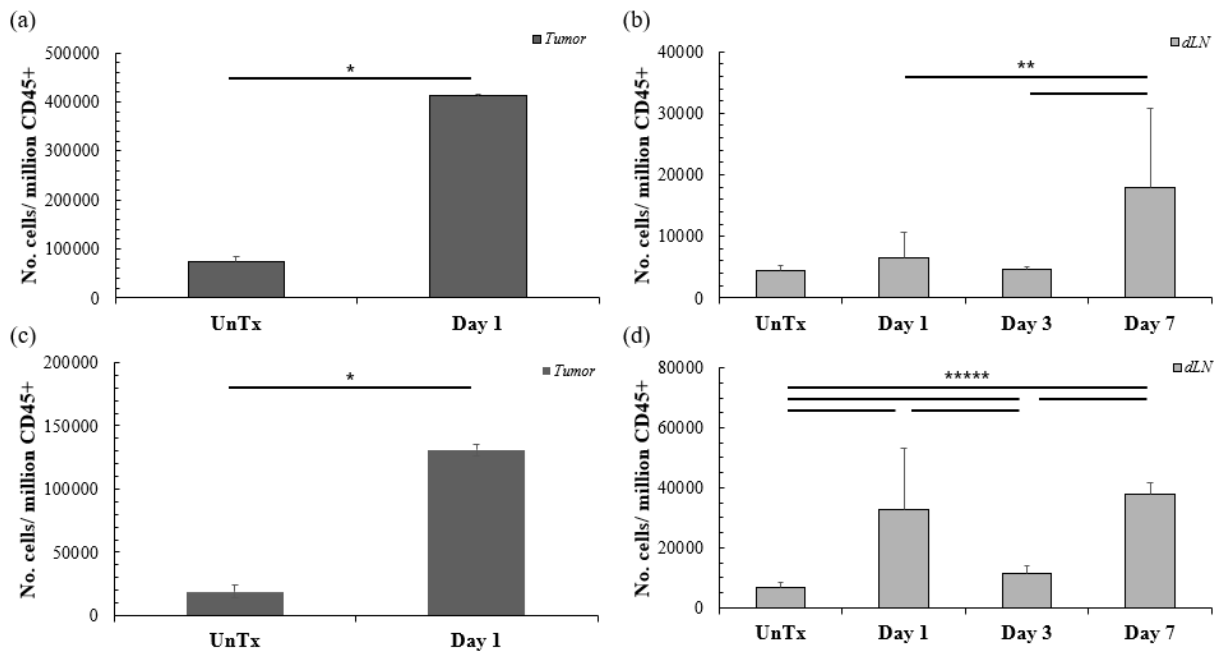 (a)
Tumor
No. cells/ million CD45+
500000
400000
300000
200000
100000
0
*
UnTx
Day 1
(b)
dLN
No. cells/ million CD45+
40000
30000
20000
10000
0
**
UnTx
Day 1
Day 3
Day 7
(c)
Tumor
No. cells/ million CD45+
200000
150000
100000
50000
0
*
UnTx
Day 1
(d)
dLN
No. cells/ million CD45+
80000
60000
40000
20000
0
*****
UnTx
Day 1
Day 3
Day 7